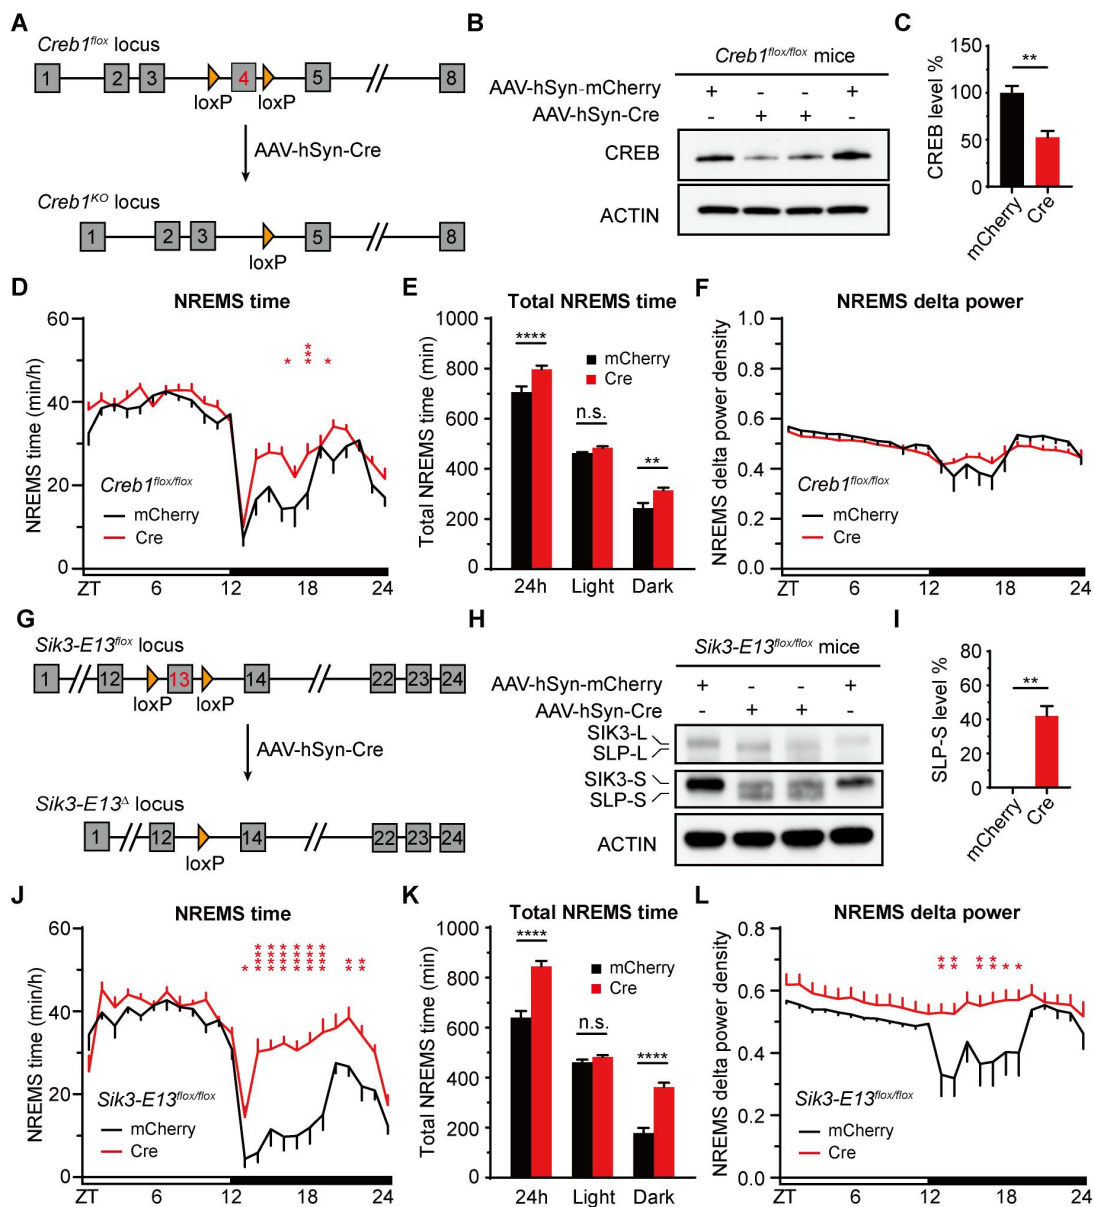 A
Creb1flox locus
1 2 3 4 5 8
loxP loxP
AAV-hSyn-Cre
Creb1KO locus
1 2 3 5 8
loxP
B
Creb1flox/flox mice
AAV-hSyn-mCherry + - - +
AAV-hSyn-Cre - + + -
CREB
ACTIN
C
CREB level %
150
100
50
0
**
mCherry
Cre
D
NREMS time
NREMS time (min/h)
60
40
20
0
* *** *
Creb1flox/flox
mCherry
Cre
ZT 6 12 18 24
E
Total NREMS time
Total NREMS time (min)
1000
800
600
400
200
0
****
n.s.
**
mCherry
Cre
24h Light Dark
F
NREMS delta power
NREMS delta power density
1.0
0.8
0.6
0.4
0.2
0.0
Creb1flox/flox
mCherry
Cre
ZT 6 12 18 24
G
Sik3-E13flox locus
1 12 13 14 22 23 24
loxP loxP
AAV-hSyn-Cre
Sik3-E13Δ locus
1 12 14 22 23 24
loxP
H
Sik3-E13flox/flox mice
AAV-hSyn-mCherry + - - +
AAV-hSyn-Cre - + + -
SIK3-L
SLP-L
SIK3-S
SLP-S
ACTIN
I
SLP-S level %
80
60
40
20
0
**
mCherry
Cre
J
NREMS time
NREMS time (min/h)
60
40
20
0
* **** **** **** **** **** **** ** **
Sik3-E13flox/flox
mCherry
Cre
ZT 6 12 18 24
K
Total NREMS time
Total NREMS time (min)
1000
800
600
400
200
0
****
n.s.
****
mCherry
Cre
24h Light Dark
L
NREMS delta power
NREMS delta power density
0.8
0.6
0.4
0.2
0.0
** ** ** ** * *
Sik3-E13flox/flox
mCherry
Cre
ZT 6 12 18 24